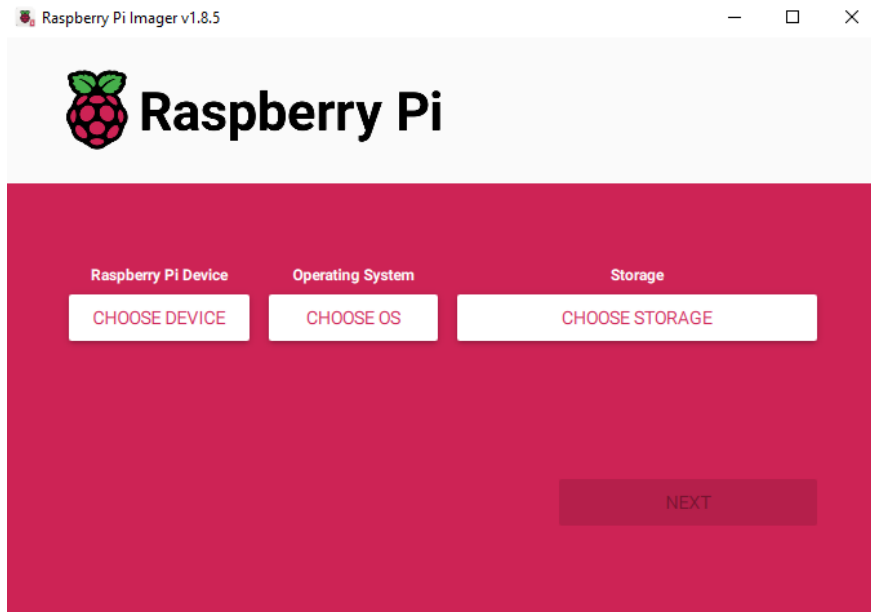 Raspberry Pi Imager v1.8.5
Raspberry Pi
Raspberry Pi Device
Operating System
Storage
CHOOSE DEVICE
CHOOSE OS
CHOOSE STORAGE
NEXT